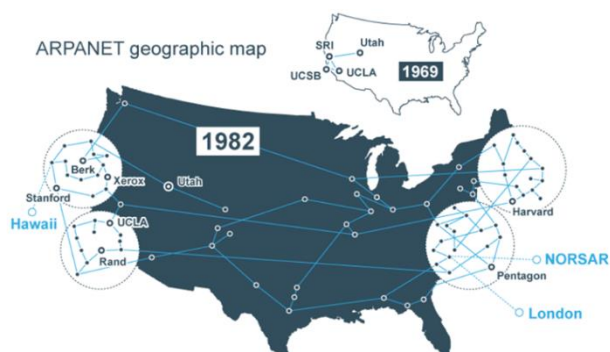 ARPANET geographic map
SRI
Utah
UCSB
UCLA
1969
1982
Berk
Xerox
Stanford
Utah
Hawaii
UCLA
Rand
Harvard
NORSAR
Pentagon
London